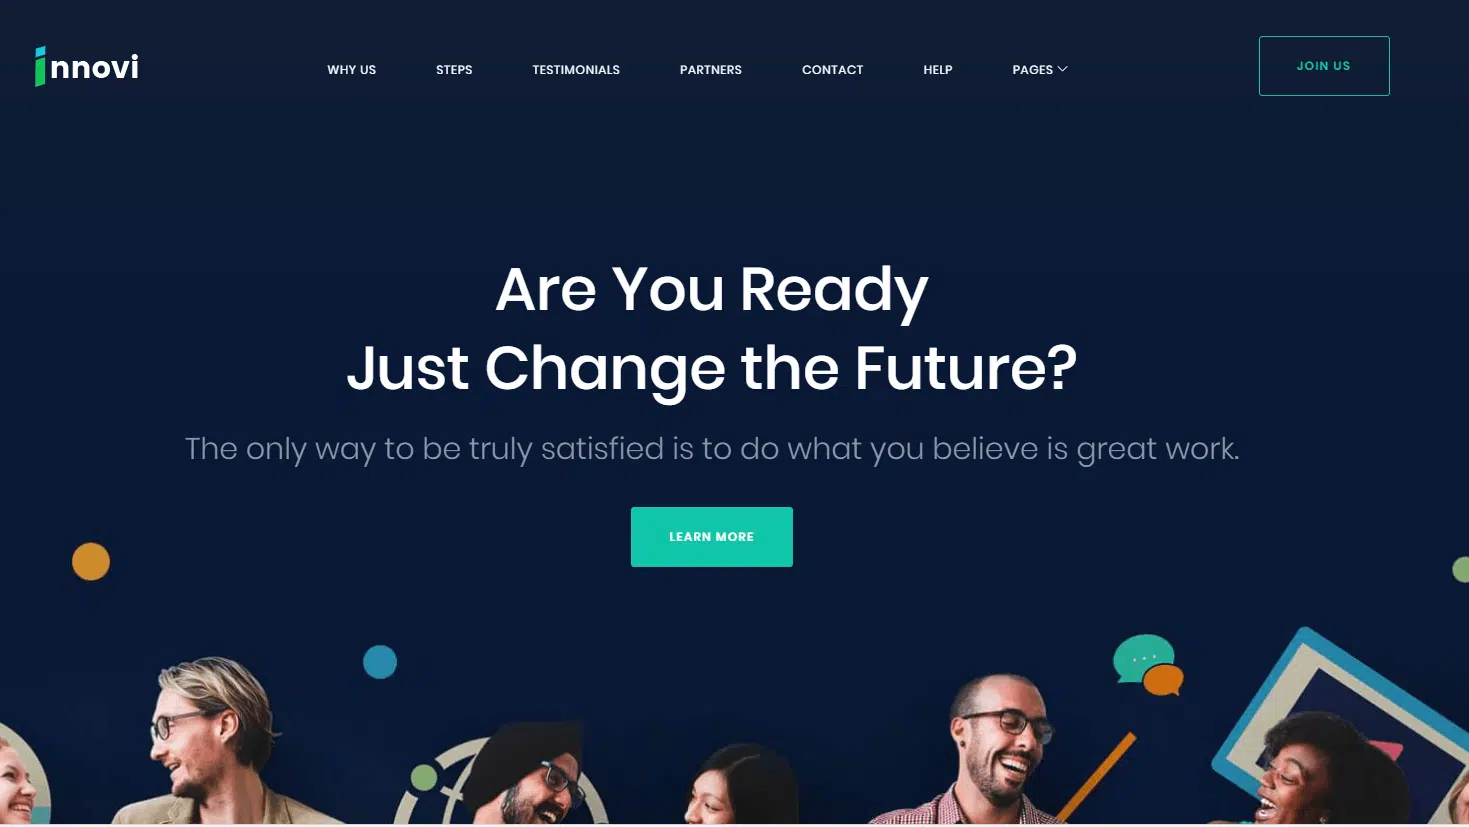 innovi
WHY US
STEPS
TESTIMONIALS
PARTNERS
CONTACT
HELP
PAGES
JOIN US
Are You Ready
Just Change the Future?
The only way to be truly satisfied is to do what you believe is great work.
LEARN MORE